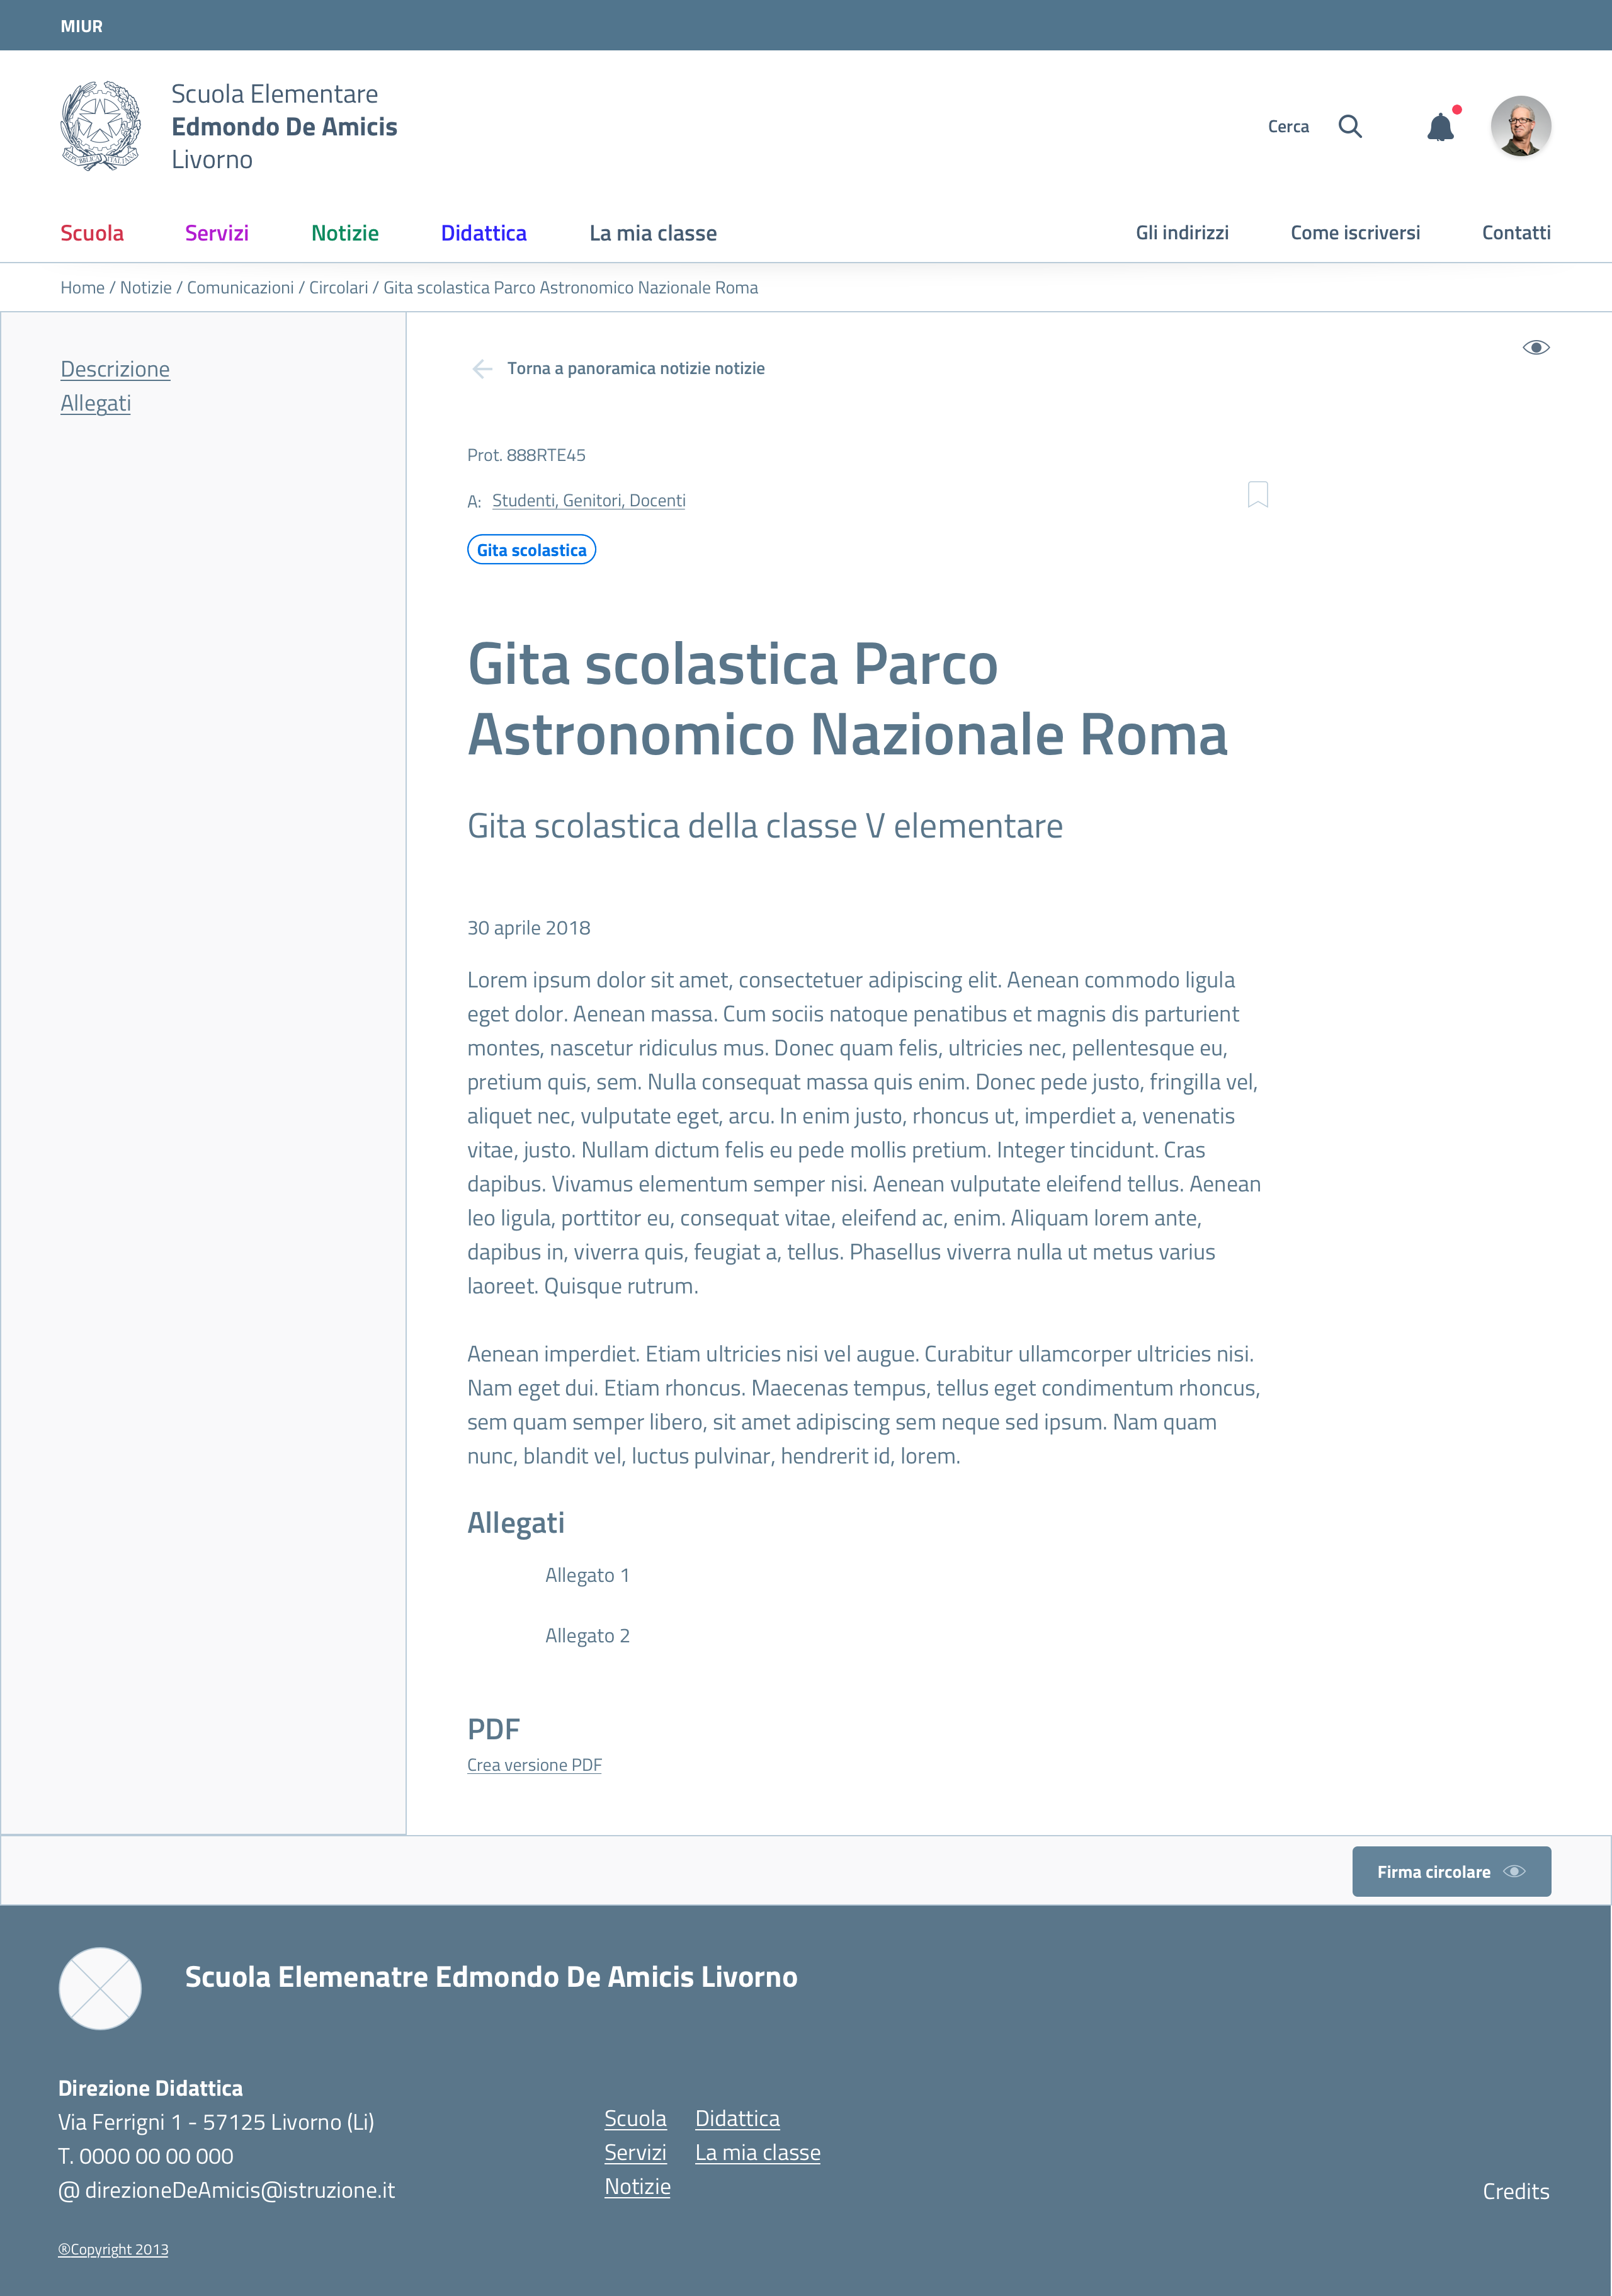 MIUR
Scuola Elementare
Edmondo De Amicis
Livorno
REPVBBLICA ITALIANA
Cerca
Scuola Servizi Notizie Didattica La mia classe Gli indirizzi Come iscriversi Contatti
Home / Notizie / Comunicazioni / Circolari / Gita scolastica Parco Astronomico Nazionale Roma
Descrizione
Allegati
Torna a panoramica notizie notizie
Prot. 888RTE45
A: Studenti, Genitori, Docenti
Gita scolastica
Gita scolastica Parco
Astronomico Nazionale Roma
Gita scolastica della classe V elementare
30 aprile 2018
Lorem ipsum dolor sit amet, consectetuer adipiscing elit. Aenean commodo ligula
eget dolor. Aenean massa. Cum sociis natoque penatibus et magnis dis parturient
montes, nascetur ridiculus mus. Donec quam felis, ultricies nec, pellentesque eu,
pretium quis, sem. Nulla consequat massa quis enim. Donec pede justo, fringilla vel,
aliquet nec, vulputate eget, arcu. In enim justo, rhoncus ut, imperdiet a, venenatis
vitae, justo. Nullam dictum felis eu pede mollis pretium. Integer tincidunt. Cras
dapibus. Vivamus elementum semper nisi. Aenean vulputate eleifend tellus. Aenean
leo ligula, porttitor eu, consequat vitae, eleifend ac, enim. Aliquam lorem ante,
dapibus in, viverra quis, feugiat a, tellus. Phasellus viverra nulla ut metus varius
laoreet. Quisque rutrum.
Aenean imperdiet. Etiam ultricies nisi vel augue. Curabitur ullamcorper ultricies nisi.
Nam eget dui. Etiam rhoncus. Maecenas tempus, tellus eget condimentum rhoncus,
sem quam semper libero, sit amet adipiscing sem neque sed ipsum. Nam quam
nunc, blandit vel, luctus pulvinar, hendrerit id, lorem.
Allegati
Allegato 1
Allegato 2
PDF
Crea versione PDF
Firma circolare
Scuola Elemenatre Edmondo De Amicis Livorno
Direzione Didattica
Via Ferrigni 1 - 57125 Livorno (Li)
T. 0000 00 00 000
@ direzioneDeAmicis@istruzione.it
Scuola Didattica
Servizi La mia classe
Notizie
Credits
®Copyright 2013